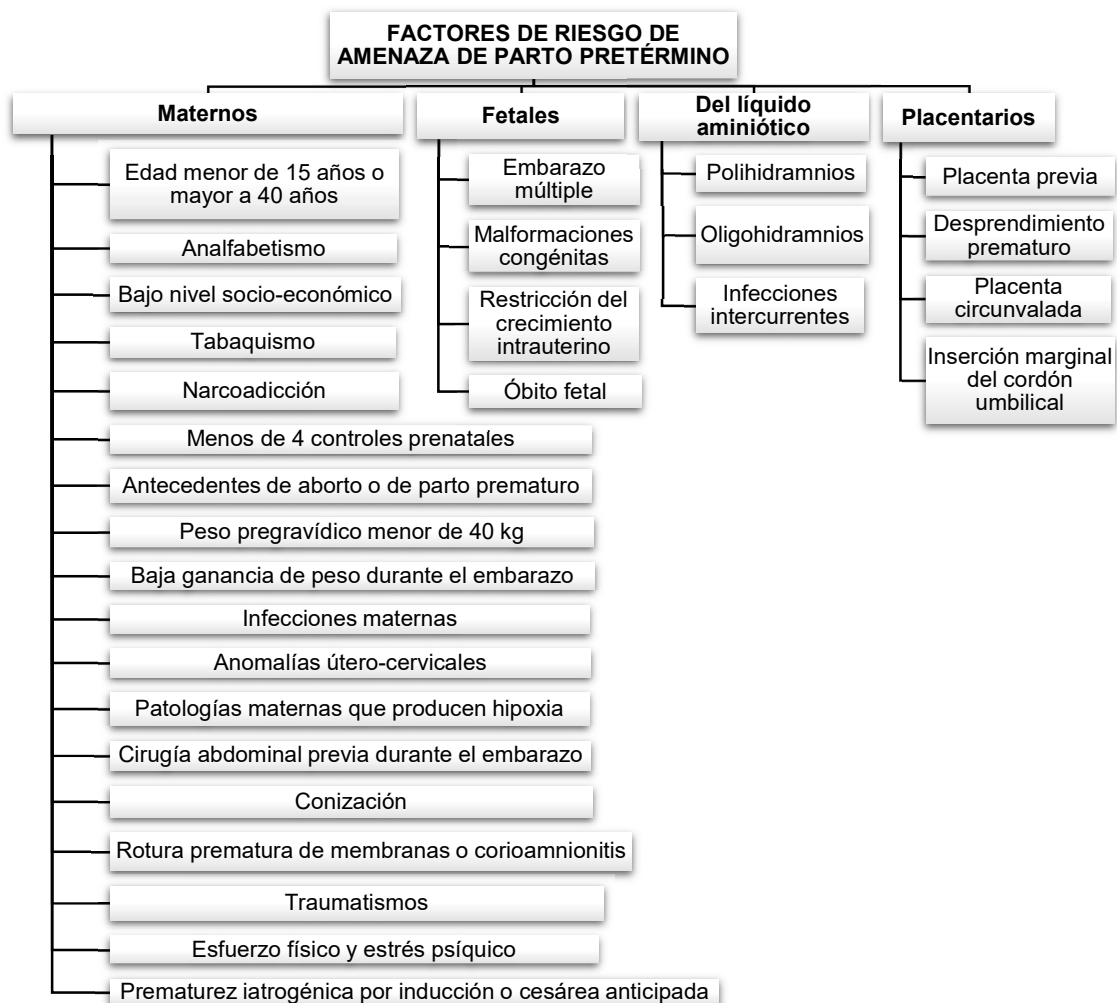 FACTORES DE RIESGO DE
AMENAZA DE PARTO PRETÉRMINO
Maternos
Edad menor de 15 años o
mayor a 40 años
Analfabetismo
Bajo nivel socio-económico
Tabaquismo
Narcoadicción
Menos de 4 controles prenatales
Antecedentes de aborto o de parto prematuro
Peso pregravídico menor de 40 kg
Baja ganancia de peso durante el embarazo
Infecciones maternas
Anomalías útero-cervicales
Patologías maternas que producen hipoxia
Cirugía abdominal previa durante el embarazo
Conización
Rotura prematura de membranas o corioamnionitis
Traumatismos
Esfuerzo físico y estrés psíquico
Prematurez iatrogénica por inducción o cesárea anticipada
Fetales
Embarazo
múltiple
Malformaciones
congénitas
Restricción del
crecimiento
intrauterino
Óbito fetal
Del líquido
aminiótico
Polihidramnios
Oligohidramnios
Infecciones
intercurrentes
Placentarios
Placenta previa
Desprendimiento
prematuro
Placenta
circunvalada
Inserción marginal
del cordón
umbilical